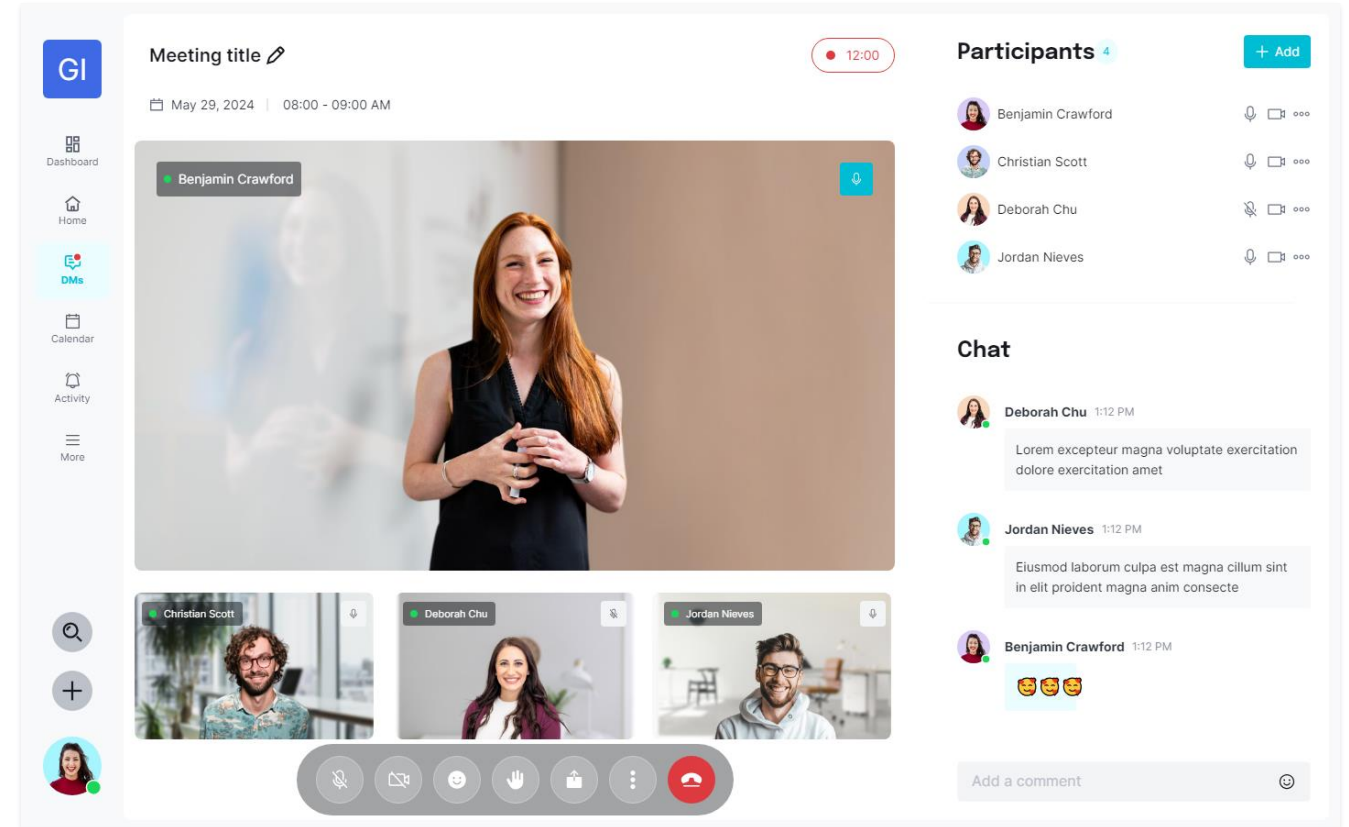 GI
Dashboard
Home
DMs
Calendar
Activity
More
Meeting title
12:00
May 29, 2024 | 08:00 - 09:00 AM
Benjamin Crawford
Christian Scott
Deborah Chu
Jordan Nieves
Participants 4
+ Add
Benjamin Crawford
Christian Scott
Deborah Chu
Jordan Nieves
Chat
Deborah Chu 1:12 PM
Lorem excepteur magna voluptate exercitation
dolore exercitation amet
Jordan Nieves 1:12 PM
Eiusmod laborum culpa est magna cillum sint
in elit proident magna anim consecte
Benjamin Crawford 1:12 PM
🥰🥰🥰
Add a comment